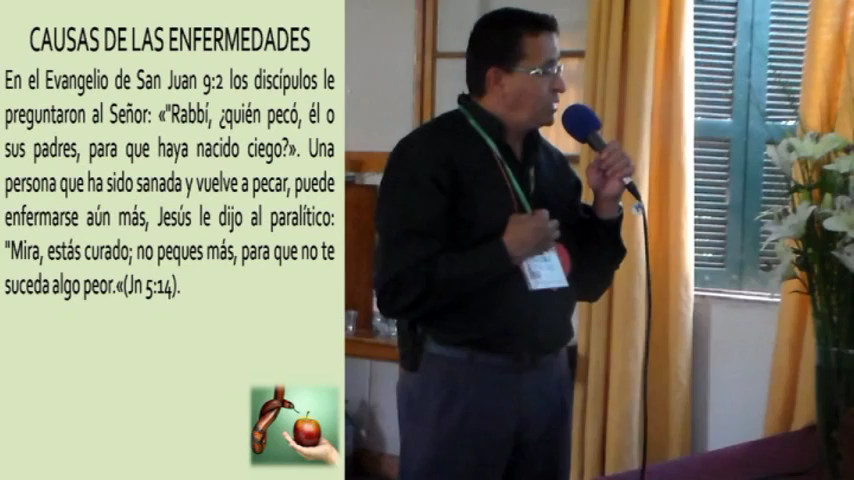 CAUSAS DE LAS ENFERMEDADES
En el Evangelio de San Juan 9:2 los discípulos le
preguntaron al Señor: «"Rabbí, ¿quién pecó, él o
sus padres, para que haya nacido ciego?». Una
persona que ha sido sanada y vuelve a pecar, puede
enfermarse aún más, Jesús le dijo al paralítico:
"Mira, estás curado; no peques más, para que no te
suceda algo peor.«(Jn 5:14).